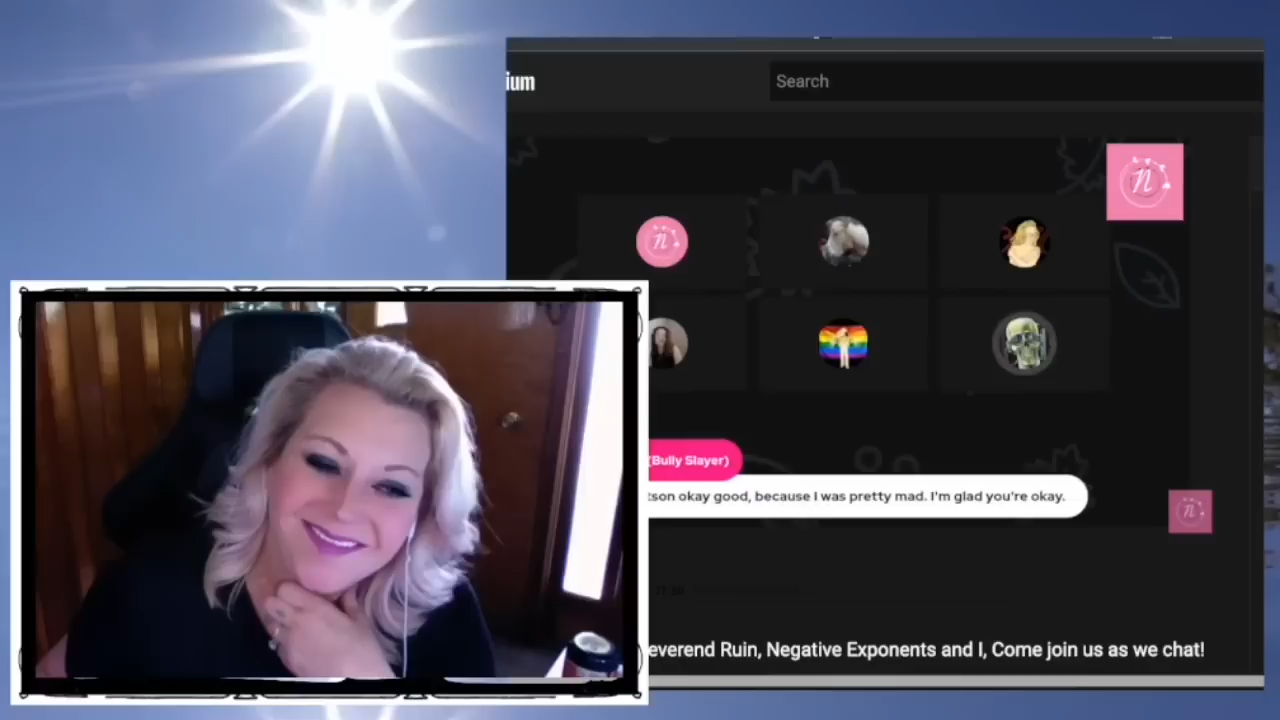 ium
Search
n
n
(Bully Slayer)
tson okay good, because I was pretty mad. I'm glad you're okay.
n
everend Ruin, Negative Exponents and I, Come join us as we chat!